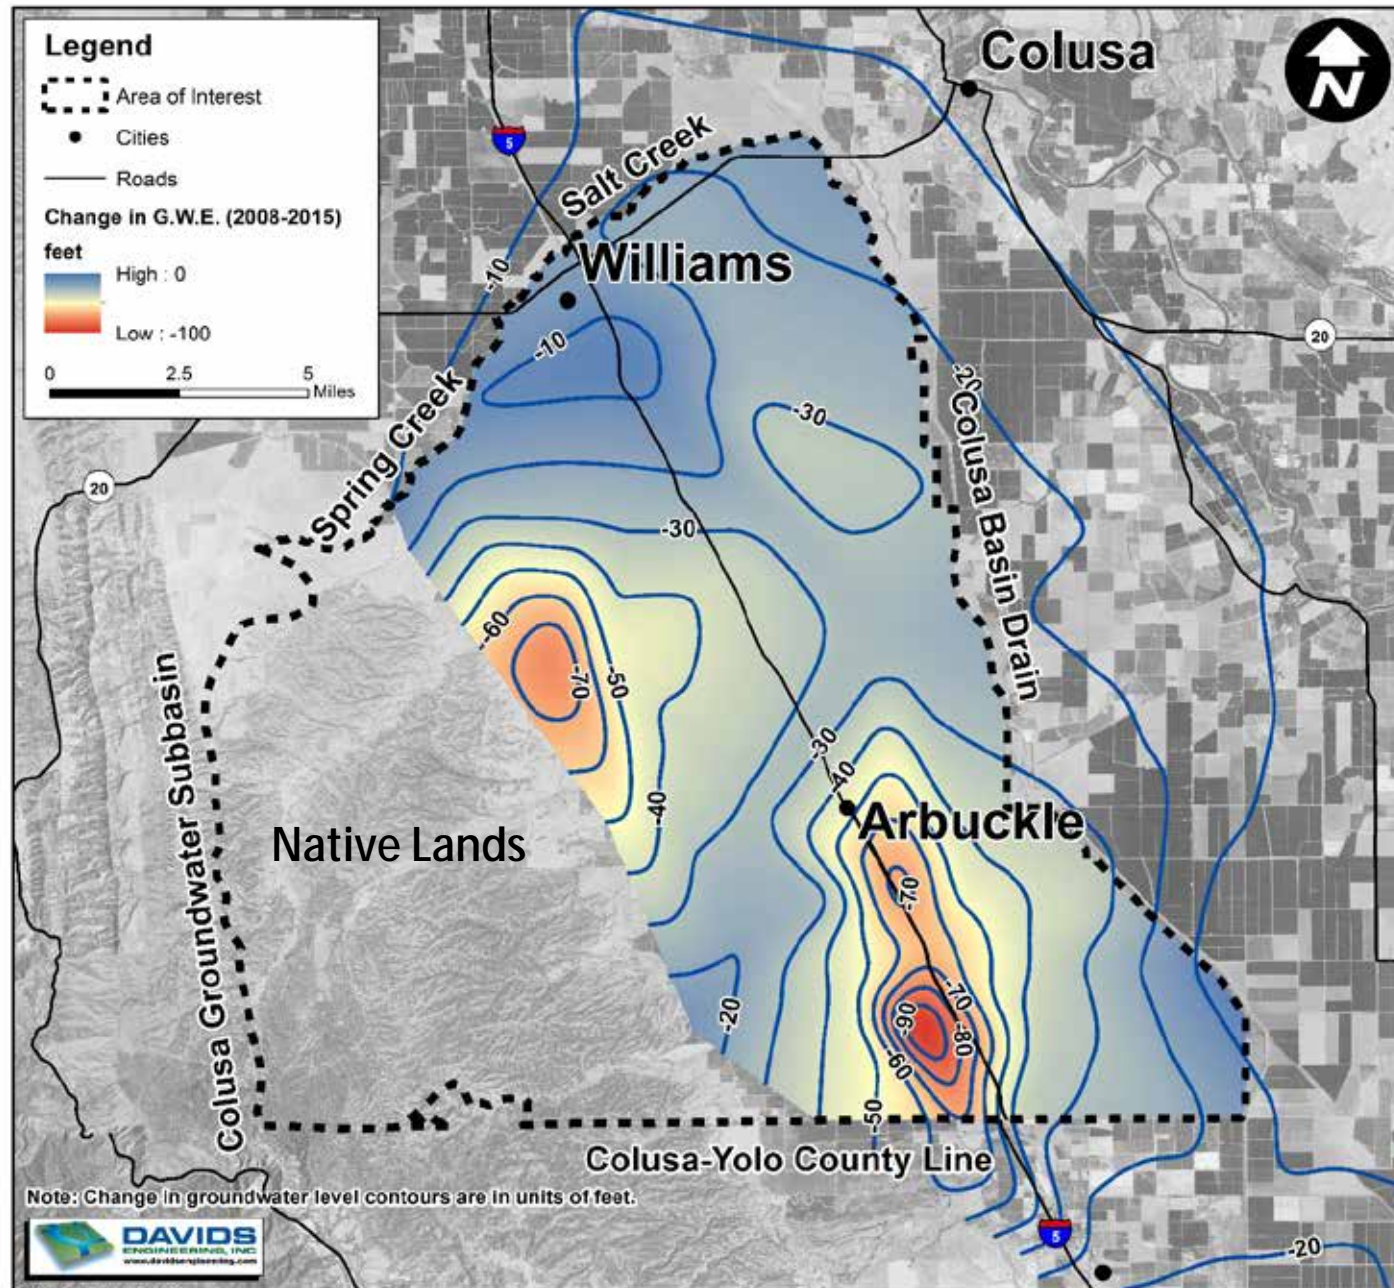 Legend
Area of Interest
Cities
Roads
Change in G.W.E. (2008-2015)
feet
High : 0
Low : -100
0 2.5 5
Miles
5
Colusa
N
Salt Creek
Williams
-10
-10
20
-20
-30
Spring Creek
20
Colusa Basin Drain
-30
-60
-70
-50
Colusa Groundwater Subbasin
-30
-40
-40
Arbuckle
Native Lands
-70
-20
-70
-90
-80
-60
-50
Colusa-Yolo County Line
Note: Change in groundwater level contours are in units of feet.
DAVIDS
ENGINEERING, INC
www.davidsengineering.com
5
-20